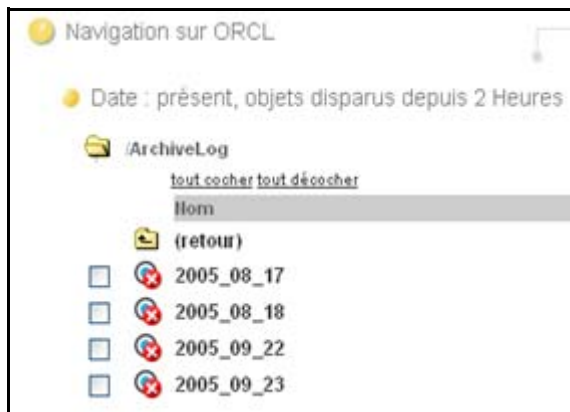 Navigation sur ORCL
Date : présent, objets disparus depuis 2 Heures
/ArchiveLog
tout cocher tout décocher
Nom
(retour)
2005_08_17
2005_08_18
2005_09_22
2005_09_23